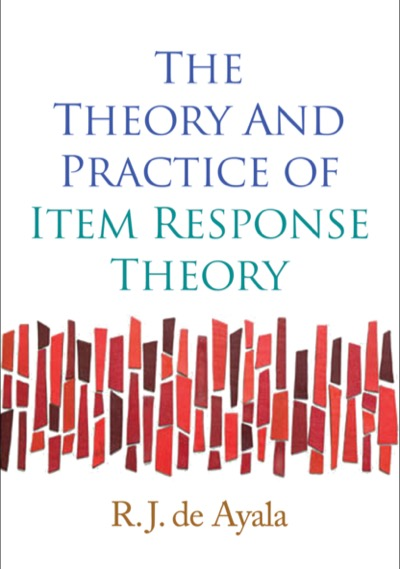 THE
THEORY AND
PRACTICE OF
ITEM RESPONSE
THEORY
R. J. de Ayala